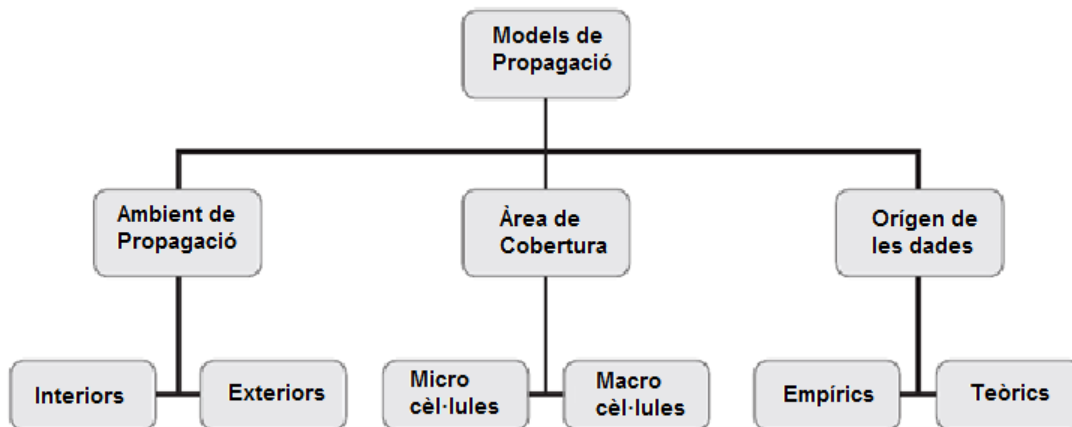 Models de
Propagació
Ambient de
Propagació
Àrea de
Cobertura
Orígen de
les dades
Interiors
Exteriors
Micro
cèl·lules
Macro
cèl·lules
Empírics
Teòrics